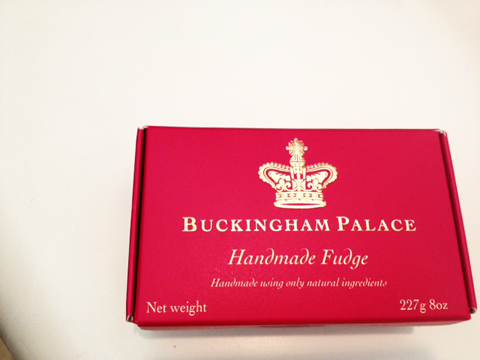 BUCKINGHAM PALACE
Handmade Fudge
Handmade using only natural ingredients
Net weight 227g 8oz